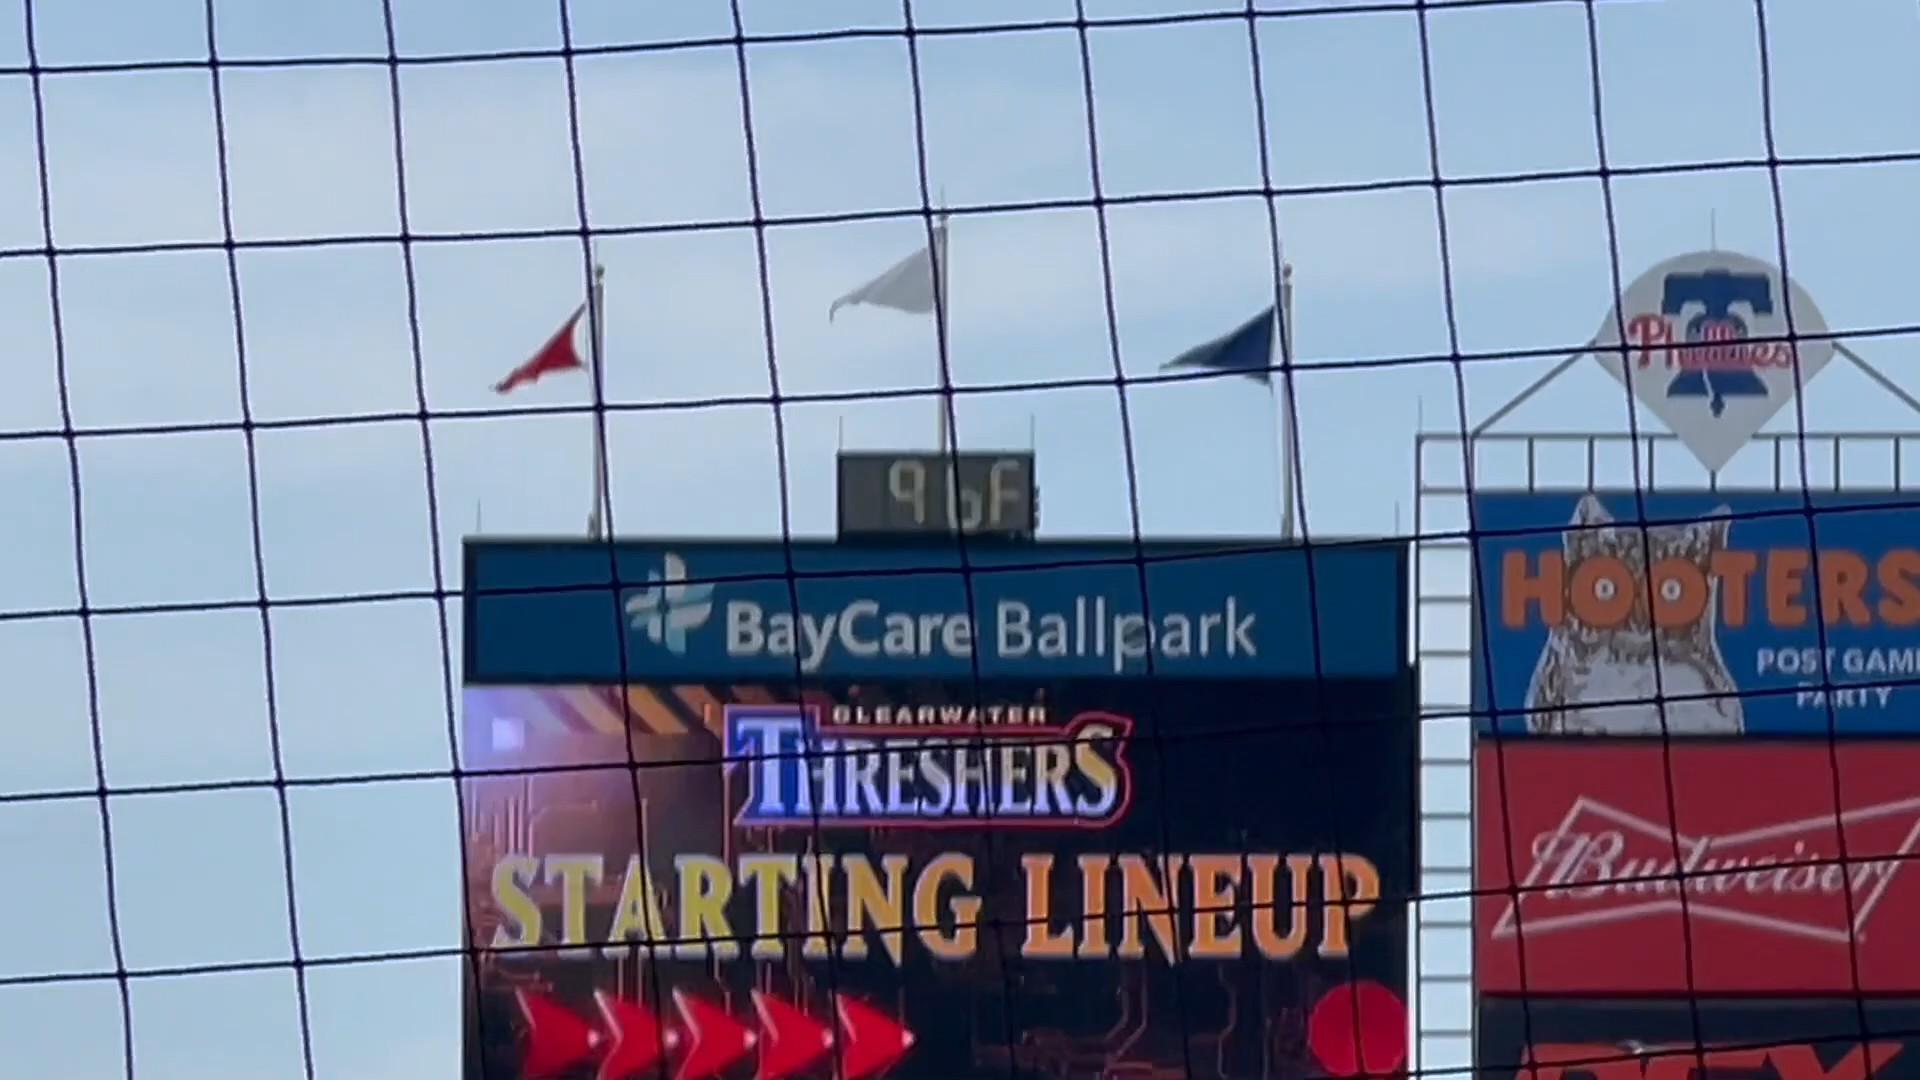 Phillies
96F
BayCare Ballpark
CLEARWATER
THRESHERS
STARTING LINEUP
HOOTERS
POST GAME
PARTY
Budweiser